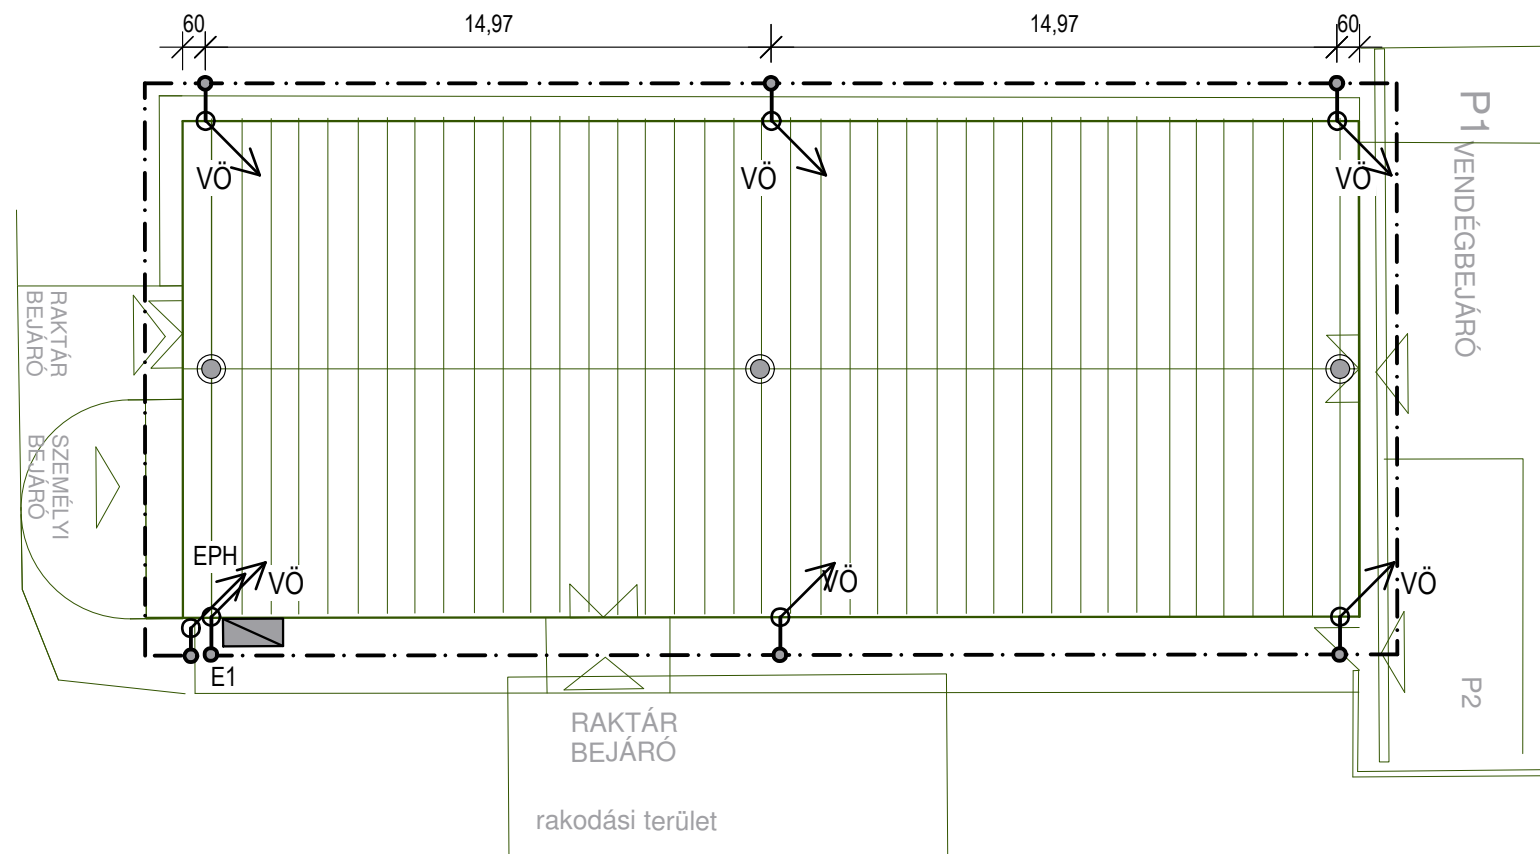 60
14,97
14,97
60
VÖ
VÖ
VÖ
P1 VENDÉGBEJÁRÓ
RAKTÁR
BEJÁRÓ
SZEMÉLYI
BEJÁRÓ
EPH
VÖ
VÖ
VÖ
E1
P2
RAKTÁR
BEJÁRÓ
rakodási terület